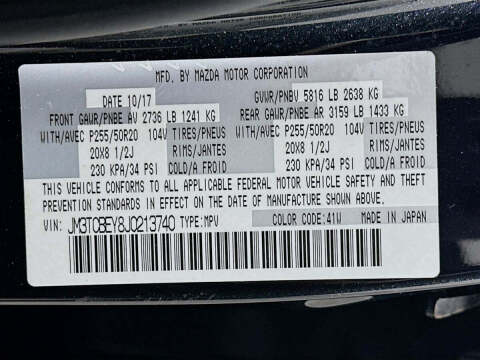 MFD. BY MAZDA MOTOR CORPORATION
DATE 10/17 GVWR/PNBV 5816 LB 2638 KG
FRONT GAWR/PNBE AV 2736 LB 1241 KG REAR GAWR/PNBE AR 3159 LB 1433 KG
WITH/AVEC P255/50R20 104V TIRES/PNEUS WITH/AVEC P255/50R20 104V TIRES/PNEUS
20X8 1/2J RIMS/JANTES 20X8 1/2J RIMS/JANTES
230 KPA/34 PSI COLD/A FROID 230 KPA/34 PSI COLD/A FROID
THIS VEHICLE CONFORMS TO ALL APPLICABLE FEDERAL MOTOR VEHICLE SAFETY AND THEFT
PREVENTION STANDARDS IN EFFECT ON THE DATE OF MANUFACTURE SHOWN ABOVE.
VIN: JM3TCBEY8J0213740 TYPE:MPV COLOR CODE:41W MADE IN JAPAN